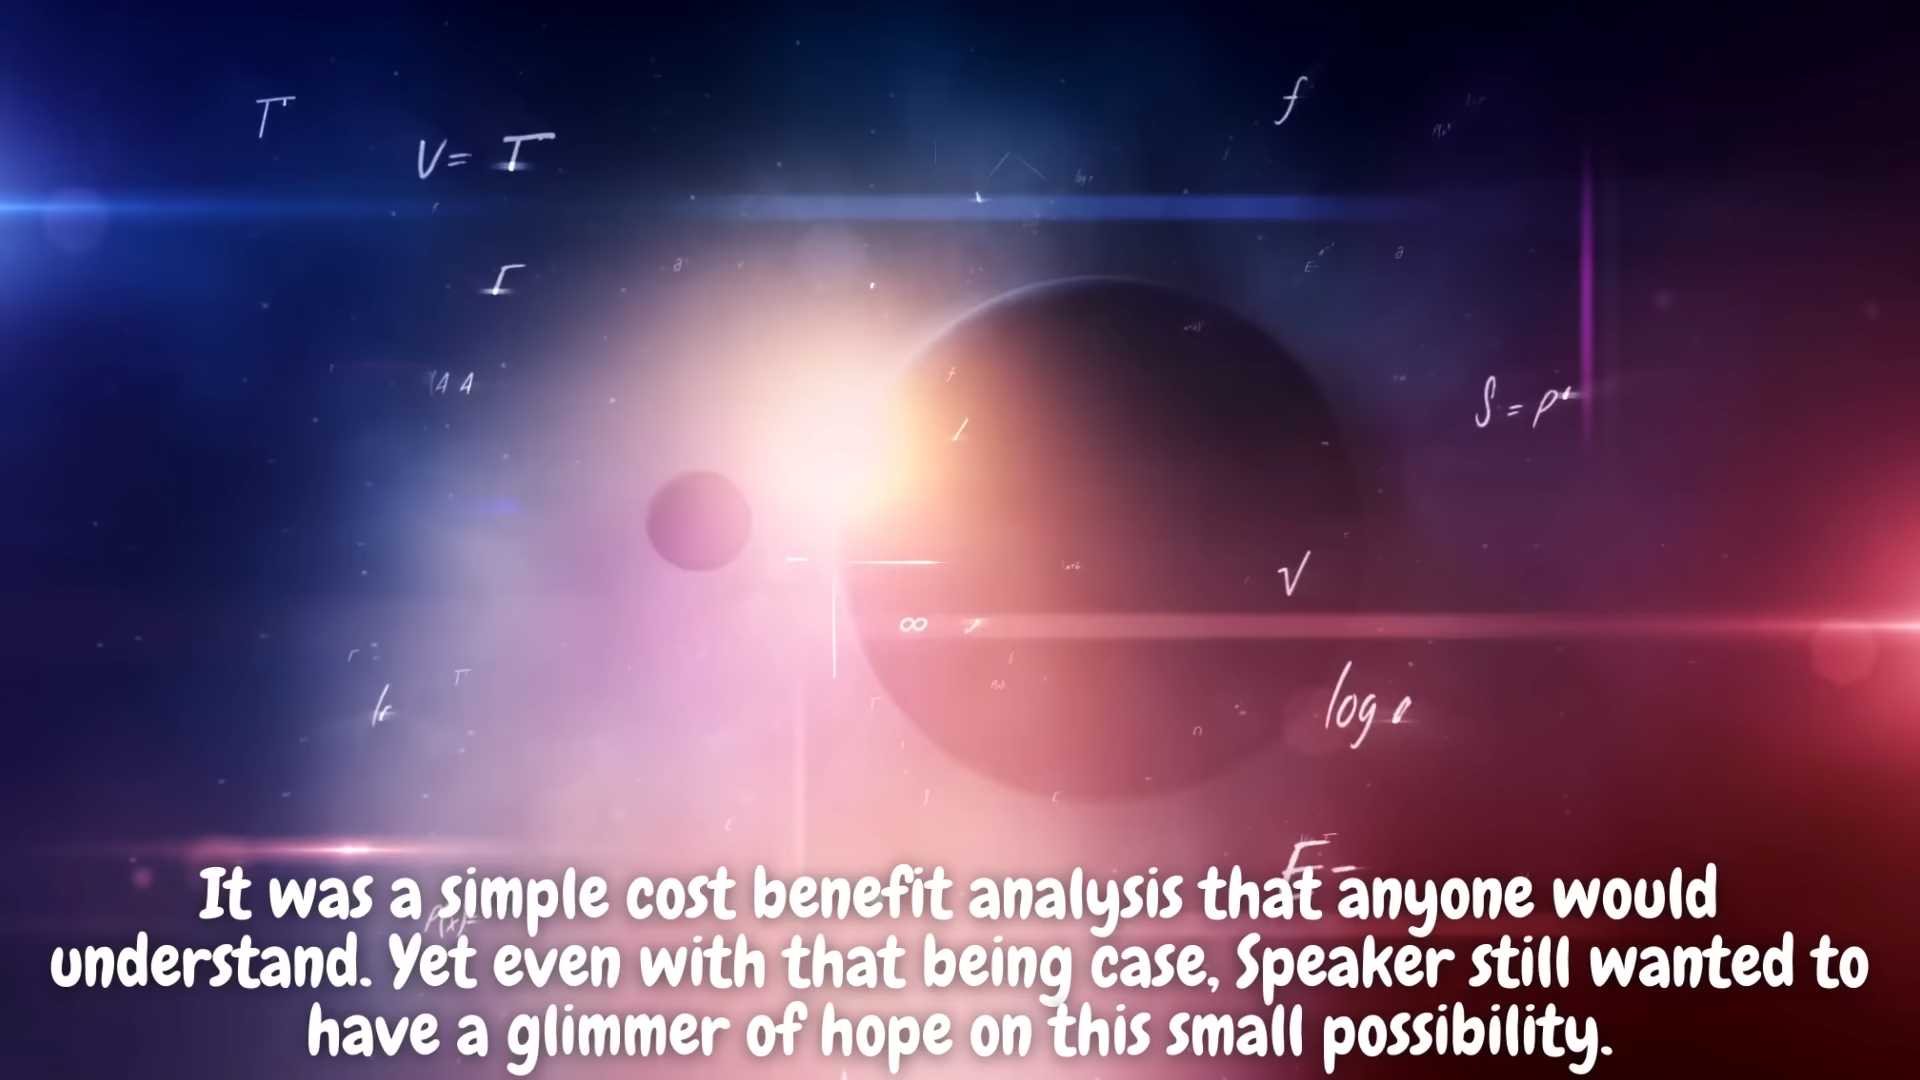 T
f
V = T
I
S = p
√
∞
log e
E =
P(x) =
It was a simple cost benefit analysis that anyone would
understand. Yet even with that being case, Speaker still wanted to
have a glimmer of hope on this small possibility.